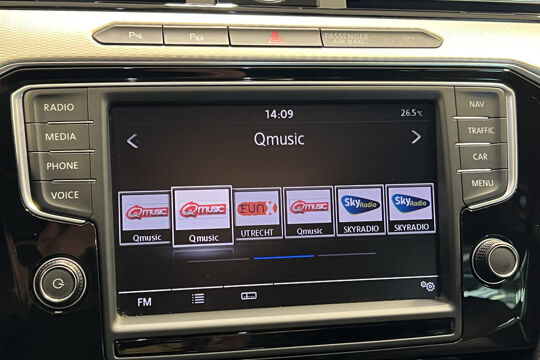 PASSENGER
AIR BAG
RADIO
MEDIA
PHONE
VOICE
14:09
26.5°C
Qmusic
QMUSIC
QMUSIC
FUNX
QMUSIC
Sky Radio
Sky Radio
Qmusic
Qmusic
UTRECHT
Qmusic
SKYRADIO
SKYRADIO
FM
NAV
TRAFFIC
CAR
MENU